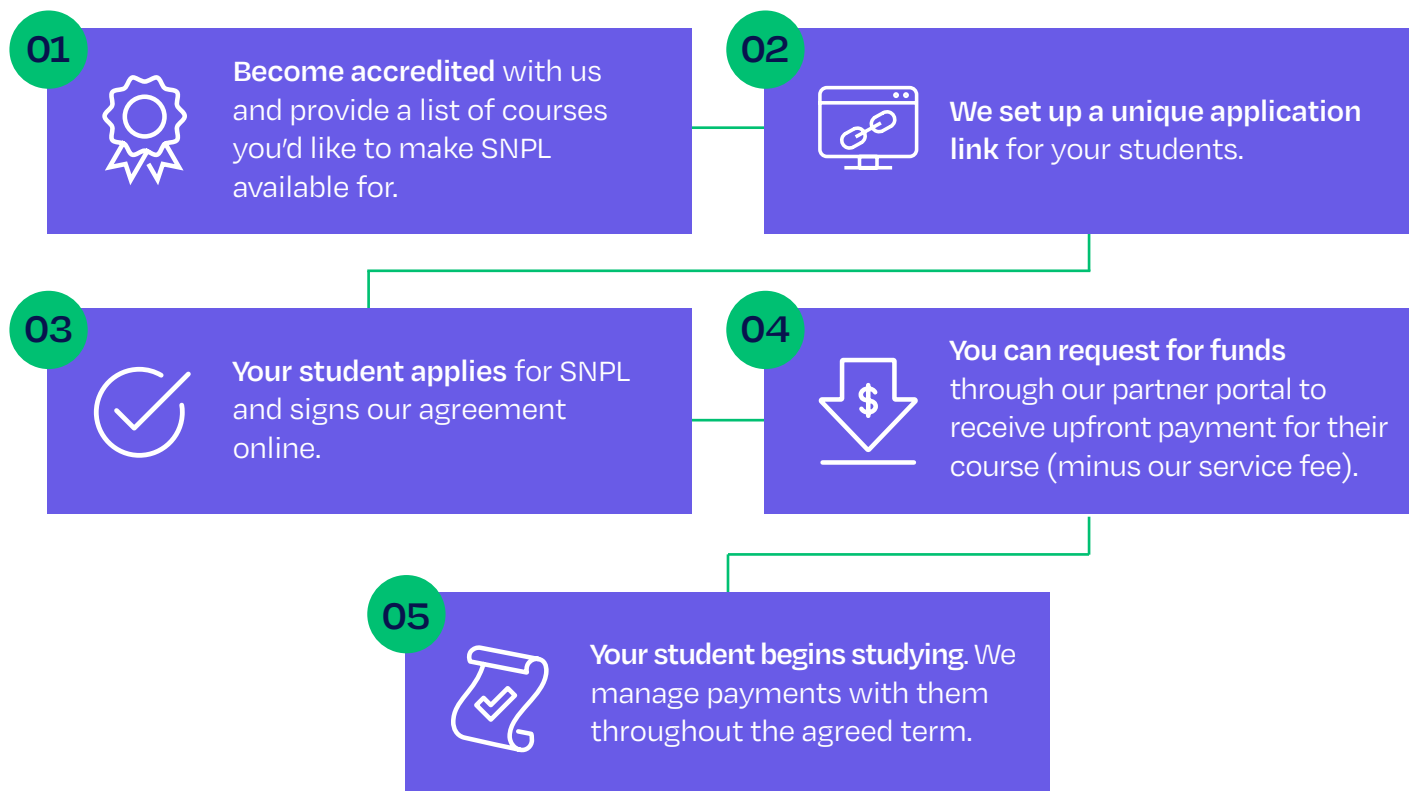 01
Become accredited with us
and provide a list of courses
you'd like to make SNPL
available for.
02
We set up a unique application
link for your students.
03
Your student applies for SNPL
and signs our agreement
online.
04
$
You can request for funds
through our partner portal to
receive upfront payment for their
course (minus our service fee).
05
Your student begins studying. We
manage payments with them
throughout the agreed term.